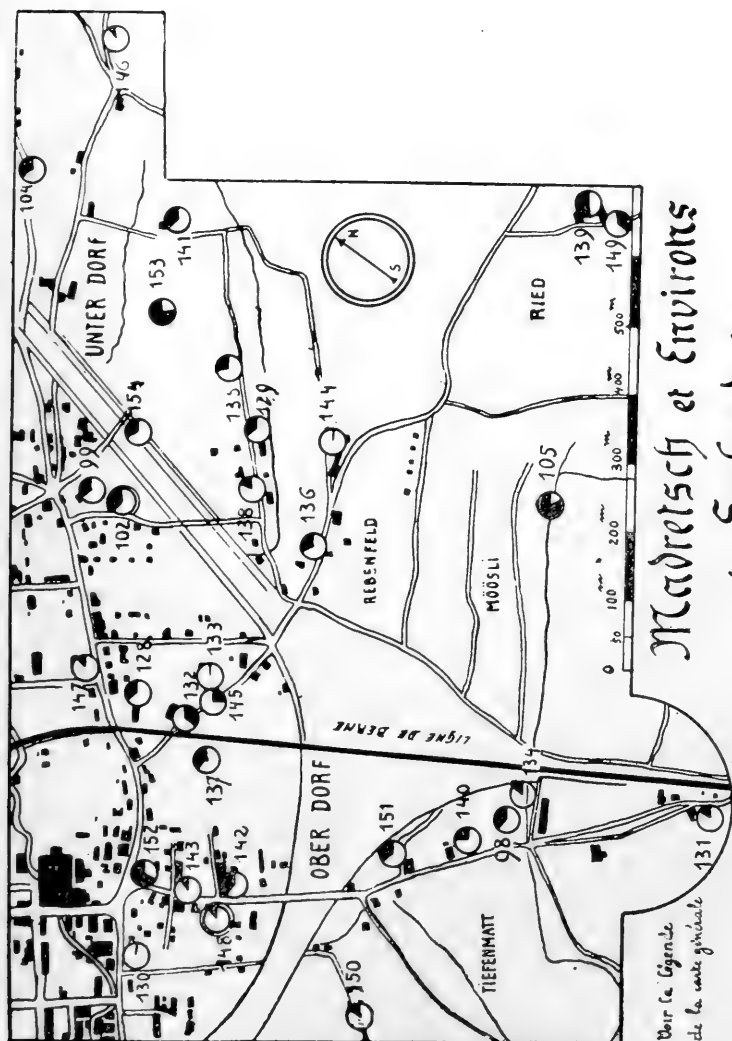 Madretsch et Environs
Voir la légende
de la carte générale
0 50 100 m 200 m 300 m 400 m 500 m
LIGNE DE BERNE
UNTER DORF
OBER DORF
REBENFELD
MÖÖSLI
RIED
TIEFENMATT
N
S
46
104
141
153
154
99
102
135
129
138
144
136
139
149
105
147
128
133
132
145
137
134
152
143
142
148
130
151
140
98
131
150